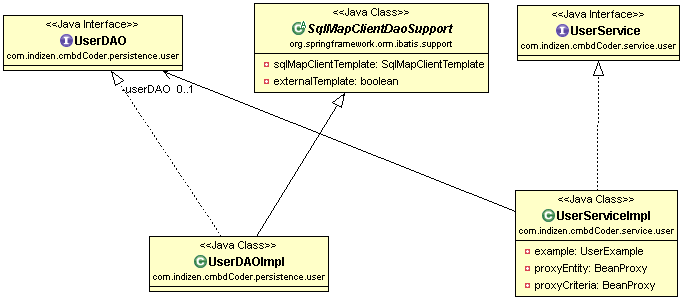 <<Java Interface>>
UserDAO
com.indizen.cmbdCoder.persistence.user
<<Java Class>>
SqlMapClientDaoSupport
org.springframework.orm.ibatis.support
sqlMapClientTemplate: SqlMapClientTemplate
externalTemplate: boolean
<<Java Interface>>
UserService
com.indizen.cmbdCoder.service.user
-userDAO 0..1
<<Java Class>>
UserDAOImpl
com.indizen.cmbdCoder.persistence.user
<<Java Class>>
UserServiceImpl
com.indizen.cmbdCoder.service.user
example: UserExample
proxyEntity: BeanProxy
proxyCriteria: BeanProxy